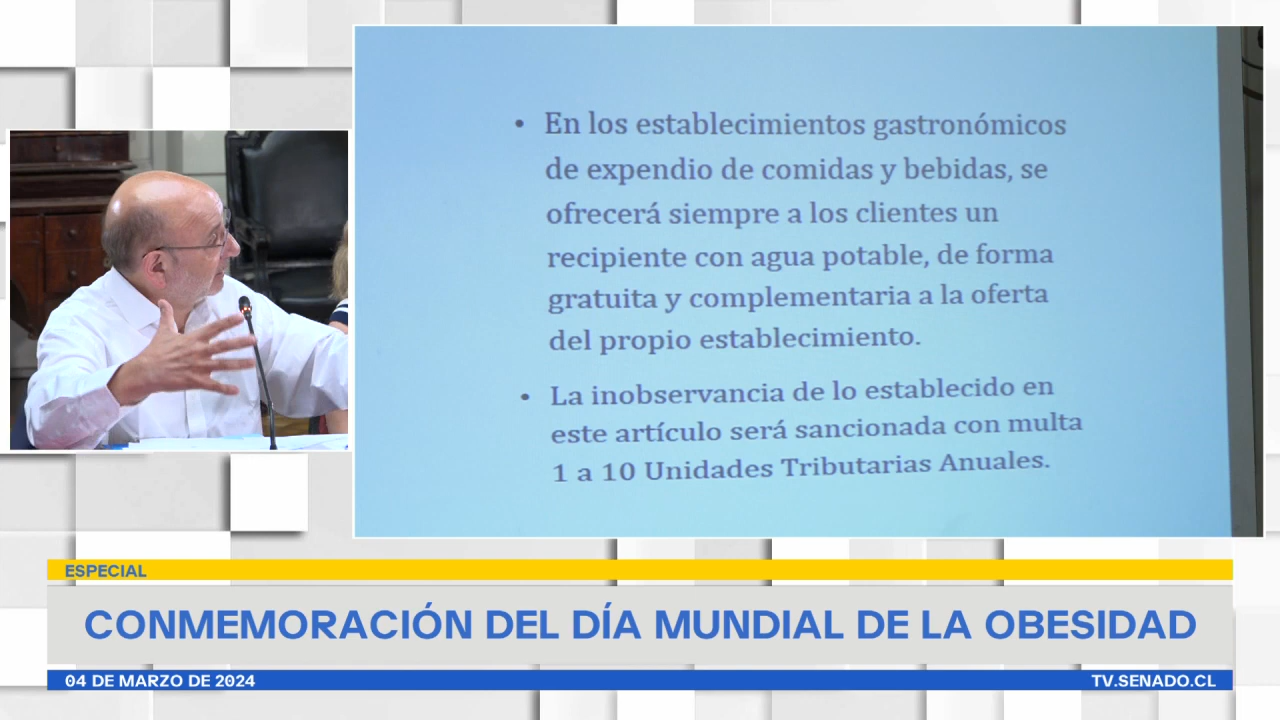 • En los establecimientos gastronómicos
de expendio de comidas y bebidas, se
ofrecerá siempre a los clientes un
recipiente con agua potable, de forma
gratuita y complementaria a la oferta
del propio establecimiento.
• La inobservancia de lo establecido en
este artículo será sancionada con multa
1 a 10 Unidades Tributarias Anuales.
ESPECIAL
CONMEMORACIÓN DEL DÍA MUNDIAL DE LA OBESIDAD
04 DE MARZO DE 2024
TV.SENADO.CL